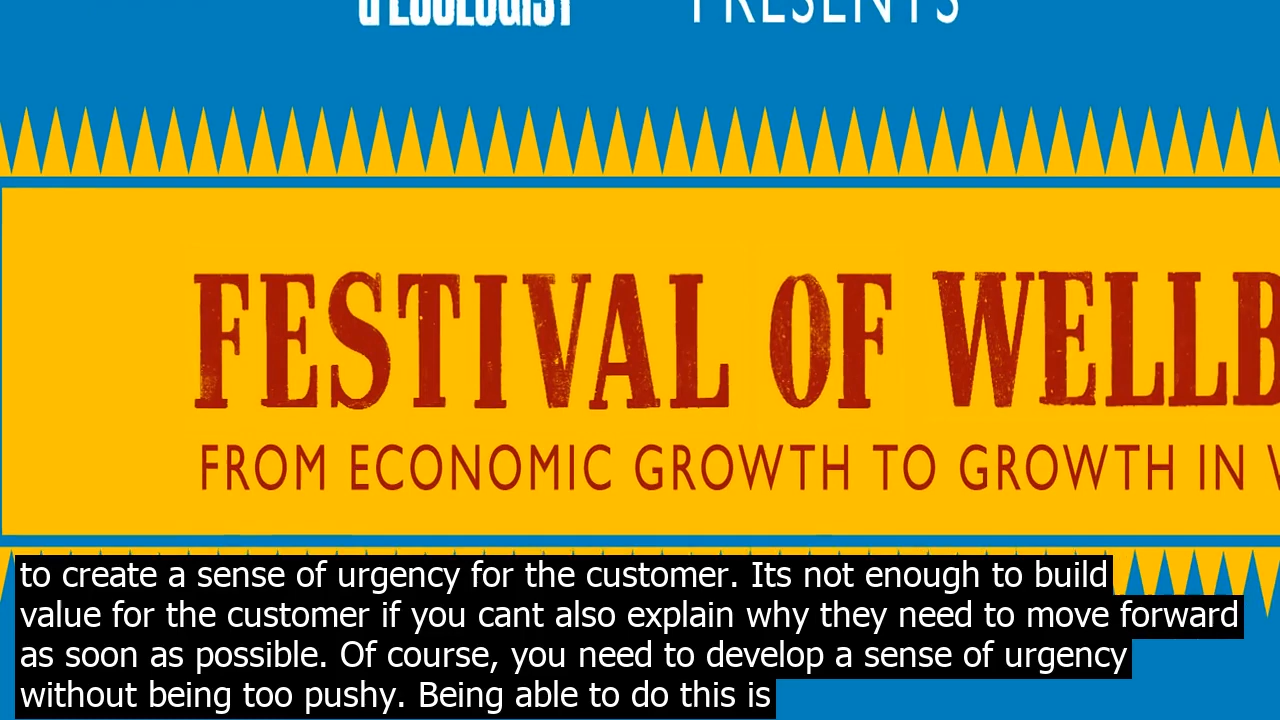 & ECOLOGIST PRESENTS
FESTIVAL OF WELLB
FROM ECONOMIC GROWTH TO GROWTH IN
to create a sense of urgency for the customer. Its not enough to build
value for the customer if you cant also explain why they need to move forward
as soon as possible. Of course, you need to develop a sense of urgency
without being too pushy. Being able to do this is